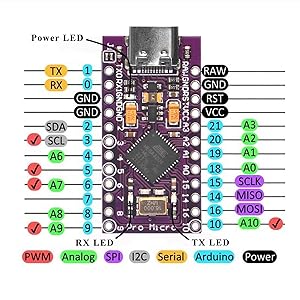 Power LED
TX 1 RAW
RX 0 GND
GND RST
GND VCC
SDA 2 21 A3
SCL 3 20 A2
A6 4 19 A1
5 18 A0
A7 6 15 SCLK
7 14 MISO
A8 8 16 MOSI
A9 9 10 A10
Pro Micro
RX LED TX LED
PWM Analog SPI I2C Serial Arduino Power